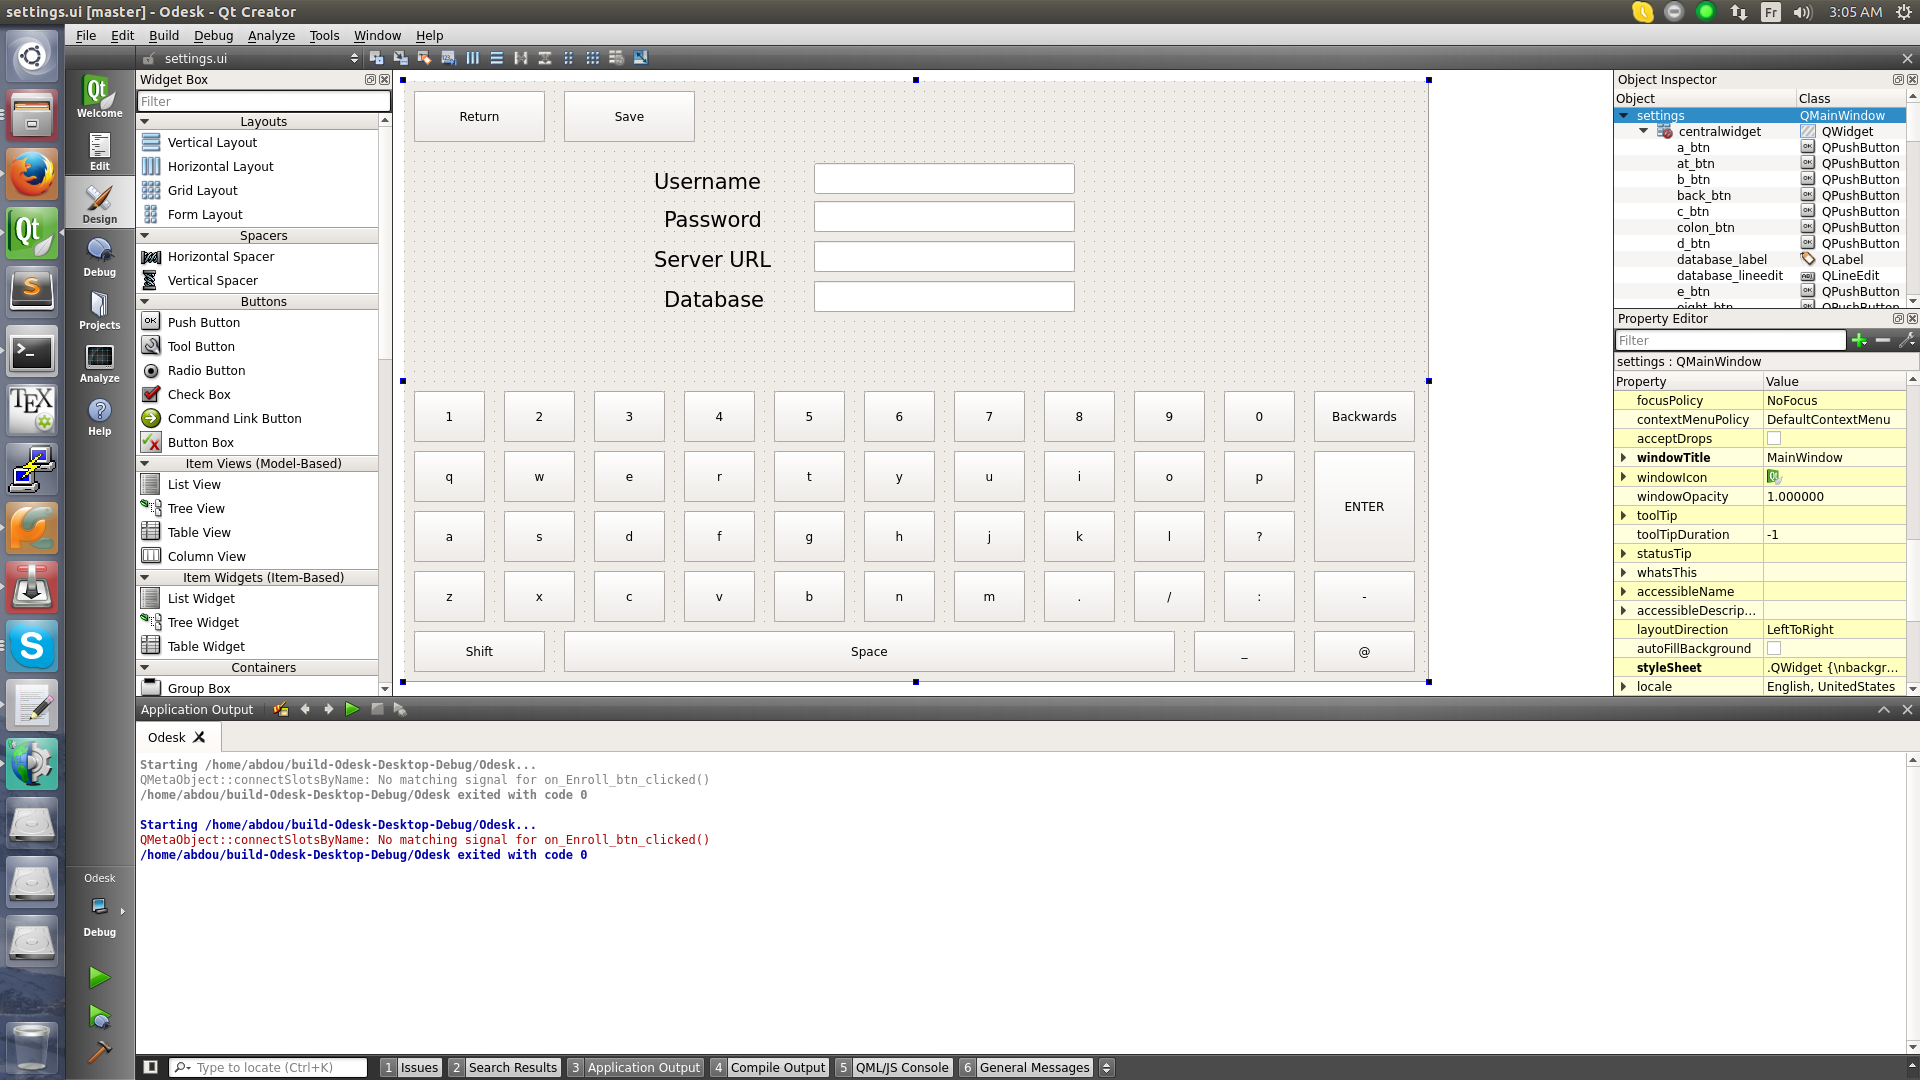 settings.ui [master] - Odesk - Qt Creator
Fr
3:05 AM
File Edit Build Debug Analyze Tools Window Help
settings.ui
Welcome
Edit
Design
Debug
Projects
Analyze
Help
Odesk
Debug
Widget Box
Filter
Layouts
Vertical Layout
Horizontal Layout
Grid Layout
Form Layout
Spacers
Horizontal Spacer
Vertical Spacer
Buttons
Push Button
Tool Button
Radio Button
Check Box
Command Link Button
Button Box
Item Views (Model-Based)
List View
Tree View
Table View
Column View
Item Widgets (Item-Based)
List Widget
Tree Widget
Table Widget
Containers
Group Box
Return Save
Username
Password
Server URL
Database
1 2 3 4 5 6 7 8 9 0 Backwards
q w e r t y u i o p ENTER
a s d f g h j k l ?
z x c v b n m . / : -
Shift Space _ @
Object Inspector
Object Class
settings QMainWindow
centralwidget QWidget
a_btn QPushButton
at_btn QPushButton
b_btn QPushButton
back_btn QPushButton
c_btn QPushButton
colon_btn QPushButton
d_btn QPushButton
database_label QLabel
database_lineedit QLineEdit
e_btn QPushButton
eight_btn QPushButton
Property Editor
Filter
settings : QMainWindow
Property Value
focusPolicy NoFocus
contextMenuPolicy DefaultContextMenu
acceptDrops
windowTitle MainWindow
windowIcon
windowOpacity 1.000000
toolTip
toolTipDuration -1
statusTip
whatsThis
accessibleName
accessibleDescrip...
layoutDirection LeftToRight
autoFillBackground
styleSheet .QWidget {\nbackgr...
locale English, UnitedStates
Application Output
Odesk
Starting /home/abdou/build-Odesk-Desktop-Debug/Odesk...
QMetaObject::connectSlotsByName: No matching signal for on_Enroll_btn_clicked()
/home/abdou/build-Odesk-Desktop-Debug/Odesk exited with code 0
Starting /home/abdou/build-Odesk-Desktop-Debug/Odesk...
QMetaObject::connectSlotsByName: No matching signal for on_Enroll_btn_clicked()
/home/abdou/build-Odesk-Desktop-Debug/Odesk exited with code 0
Type to locate (Ctrl+K)
1 Issues 2 Search Results 3 Application Output 4 Compile Output 5 QML/JS Console 6 General Messages